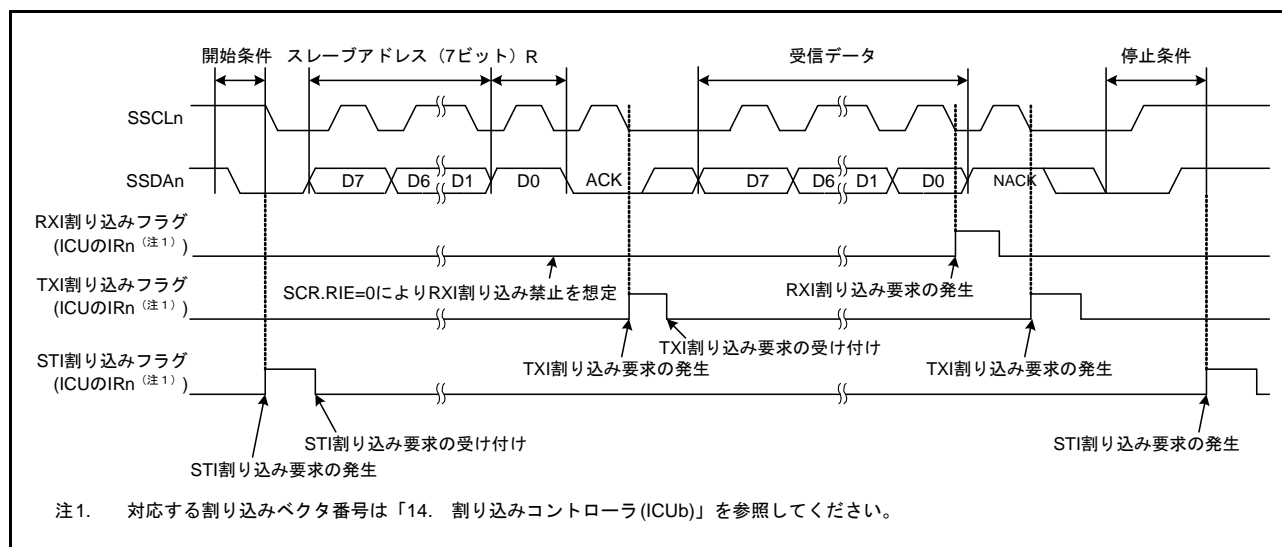 開始条件 スレーブアドレス（7ビット）R 受信データ 停止条件
SSCLn
SSDAn D7 D6 D1 D0 ACK D7 D6 D1 D0 NACK
RXI割り込みフラグ
(ICUのIRn（注1）)
SCR.RIE=0によりRXI割り込み禁止を想定 RXI割り込み要求の発生
TXI割り込みフラグ
(ICUのIRn（注1）)
TXI割り込み要求の受け付け
TXI割り込み要求の発生 TXI割り込み要求の発生
STI割り込みフラグ
(ICUのIRn（注1）)
STI割り込み要求の受け付け STI割り込み要求の発生
STI割り込み要求の発生
注1. 対応する割り込みベクタ番号は「14. 割り込みコントローラ(ICUb)」を参照してください。